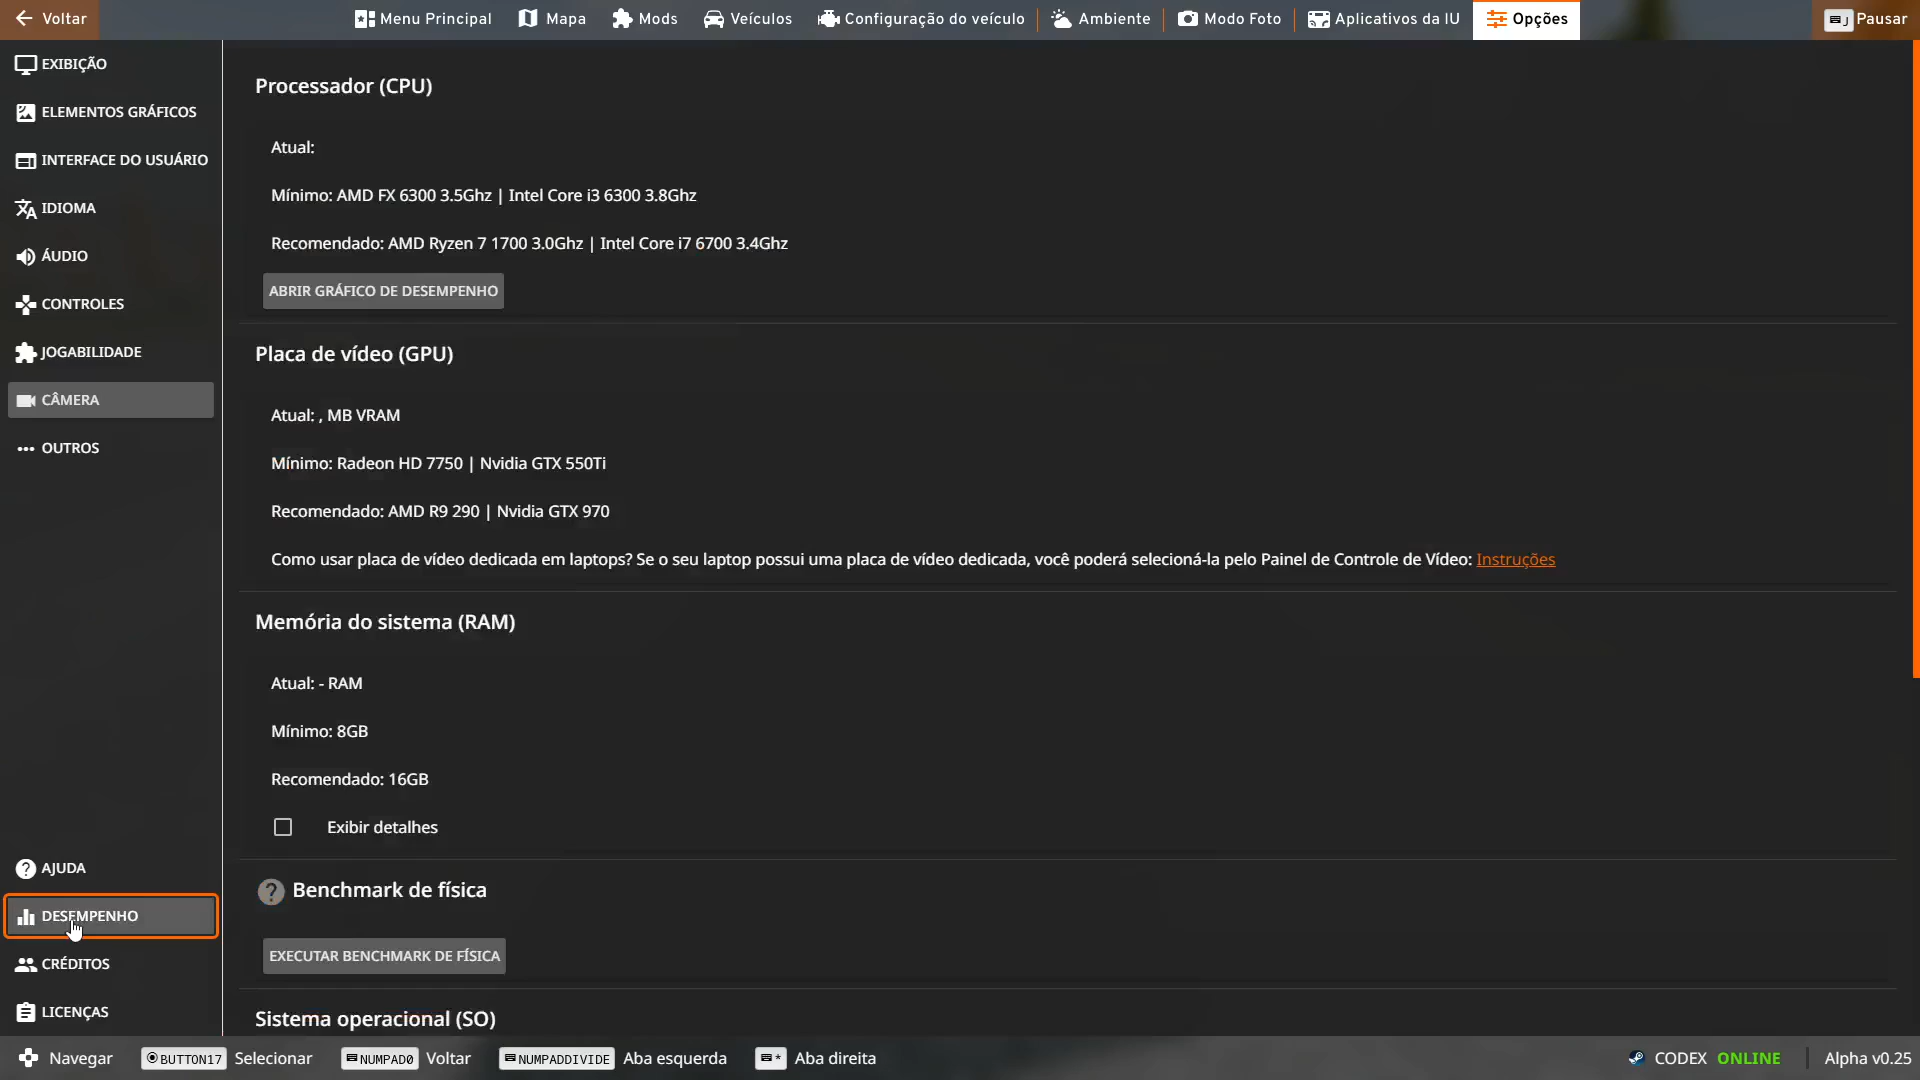 Voltar
Menu Principal
Mapa
Mods
Veículos
Configuração do veículo
Ambiente
Modo Foto
Aplicativos da IU
Opções
J Pausar
EXIBIÇÃO
ELEMENTOS GRÁFICOS
INTERFACE DO USUÁRIO
IDIOMA
ÁUDIO
CONTROLES
JOGABILIDADE
CÂMERA
OUTROS
AJUDA
DESEMPENHO
CRÉDITOS
LICENÇAS
Processador (CPU)
Atual:
Mínimo: AMD FX 6300 3.5Ghz | Intel Core i3 6300 3.8Ghz
Recomendado: AMD Ryzen 7 1700 3.0Ghz | Intel Core i7 6700 3.4Ghz
ABRIR GRÁFICO DE DESEMPENHO
Placa de vídeo (GPU)
Atual: , MB VRAM
Mínimo: Radeon HD 7750 | Nvidia GTX 550Ti
Recomendado: AMD R9 290 | Nvidia GTX 970
Como usar placa de vídeo dedicada em laptops? Se o seu laptop possui uma placa de vídeo dedicada, você poderá selecioná-la pelo Painel de Controle de Vídeo: Instruções
Memória do sistema (RAM)
Atual: - RAM
Mínimo: 8GB
Recomendado: 16GB
Exibir detalhes
Benchmark de física
EXECUTAR BENCHMARK DE FÍSICA
Sistema operacional (SO)
Navegar
BUTTON17 Selecionar
NUMPAD0 Voltar
NUMPADDIVIDE Aba esquerda
* Aba direita
CODEX ONLINE
Alpha v0.25